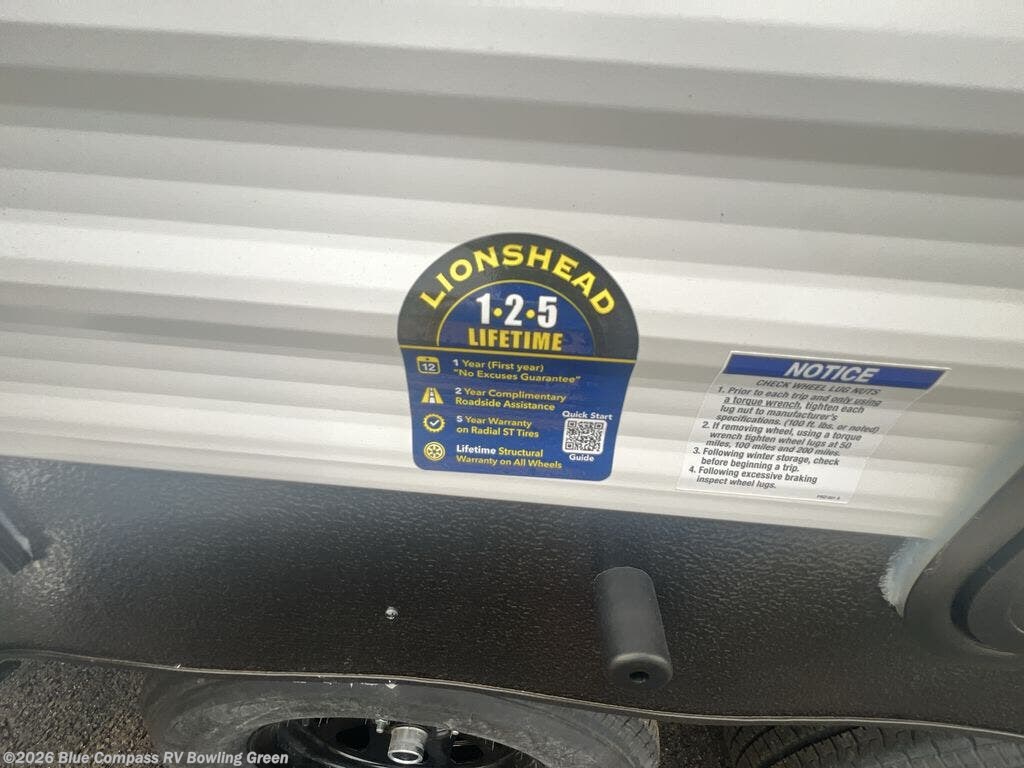 LIONSHEAD
1·2·5
LIFETIME
12
1 Year (First year)
"No Excuses Guarantee"
2 Year Complimentary
Roadside Assistance
5 Year Warranty
on Radial ST Tires
Lifetime Structural
Warranty on All Wheels
Quick Start
Guide
NOTICE
CHECK WHEEL LUG NUTS
1. Prior to each trip and only using
a torque wrench, tighten each
lug nut to manufacturer's
specifications. (100 ft. lbs. or noted)
2. If removing wheel, using a torque
wrench tighten wheel lugs at 50
miles, 100 miles and 200 miles.
3. Following winter storage, check
before beginning a trip.
4. Following excessive braking
inspect wheel lugs.
©2026 Blue Compass RV Bowling Green